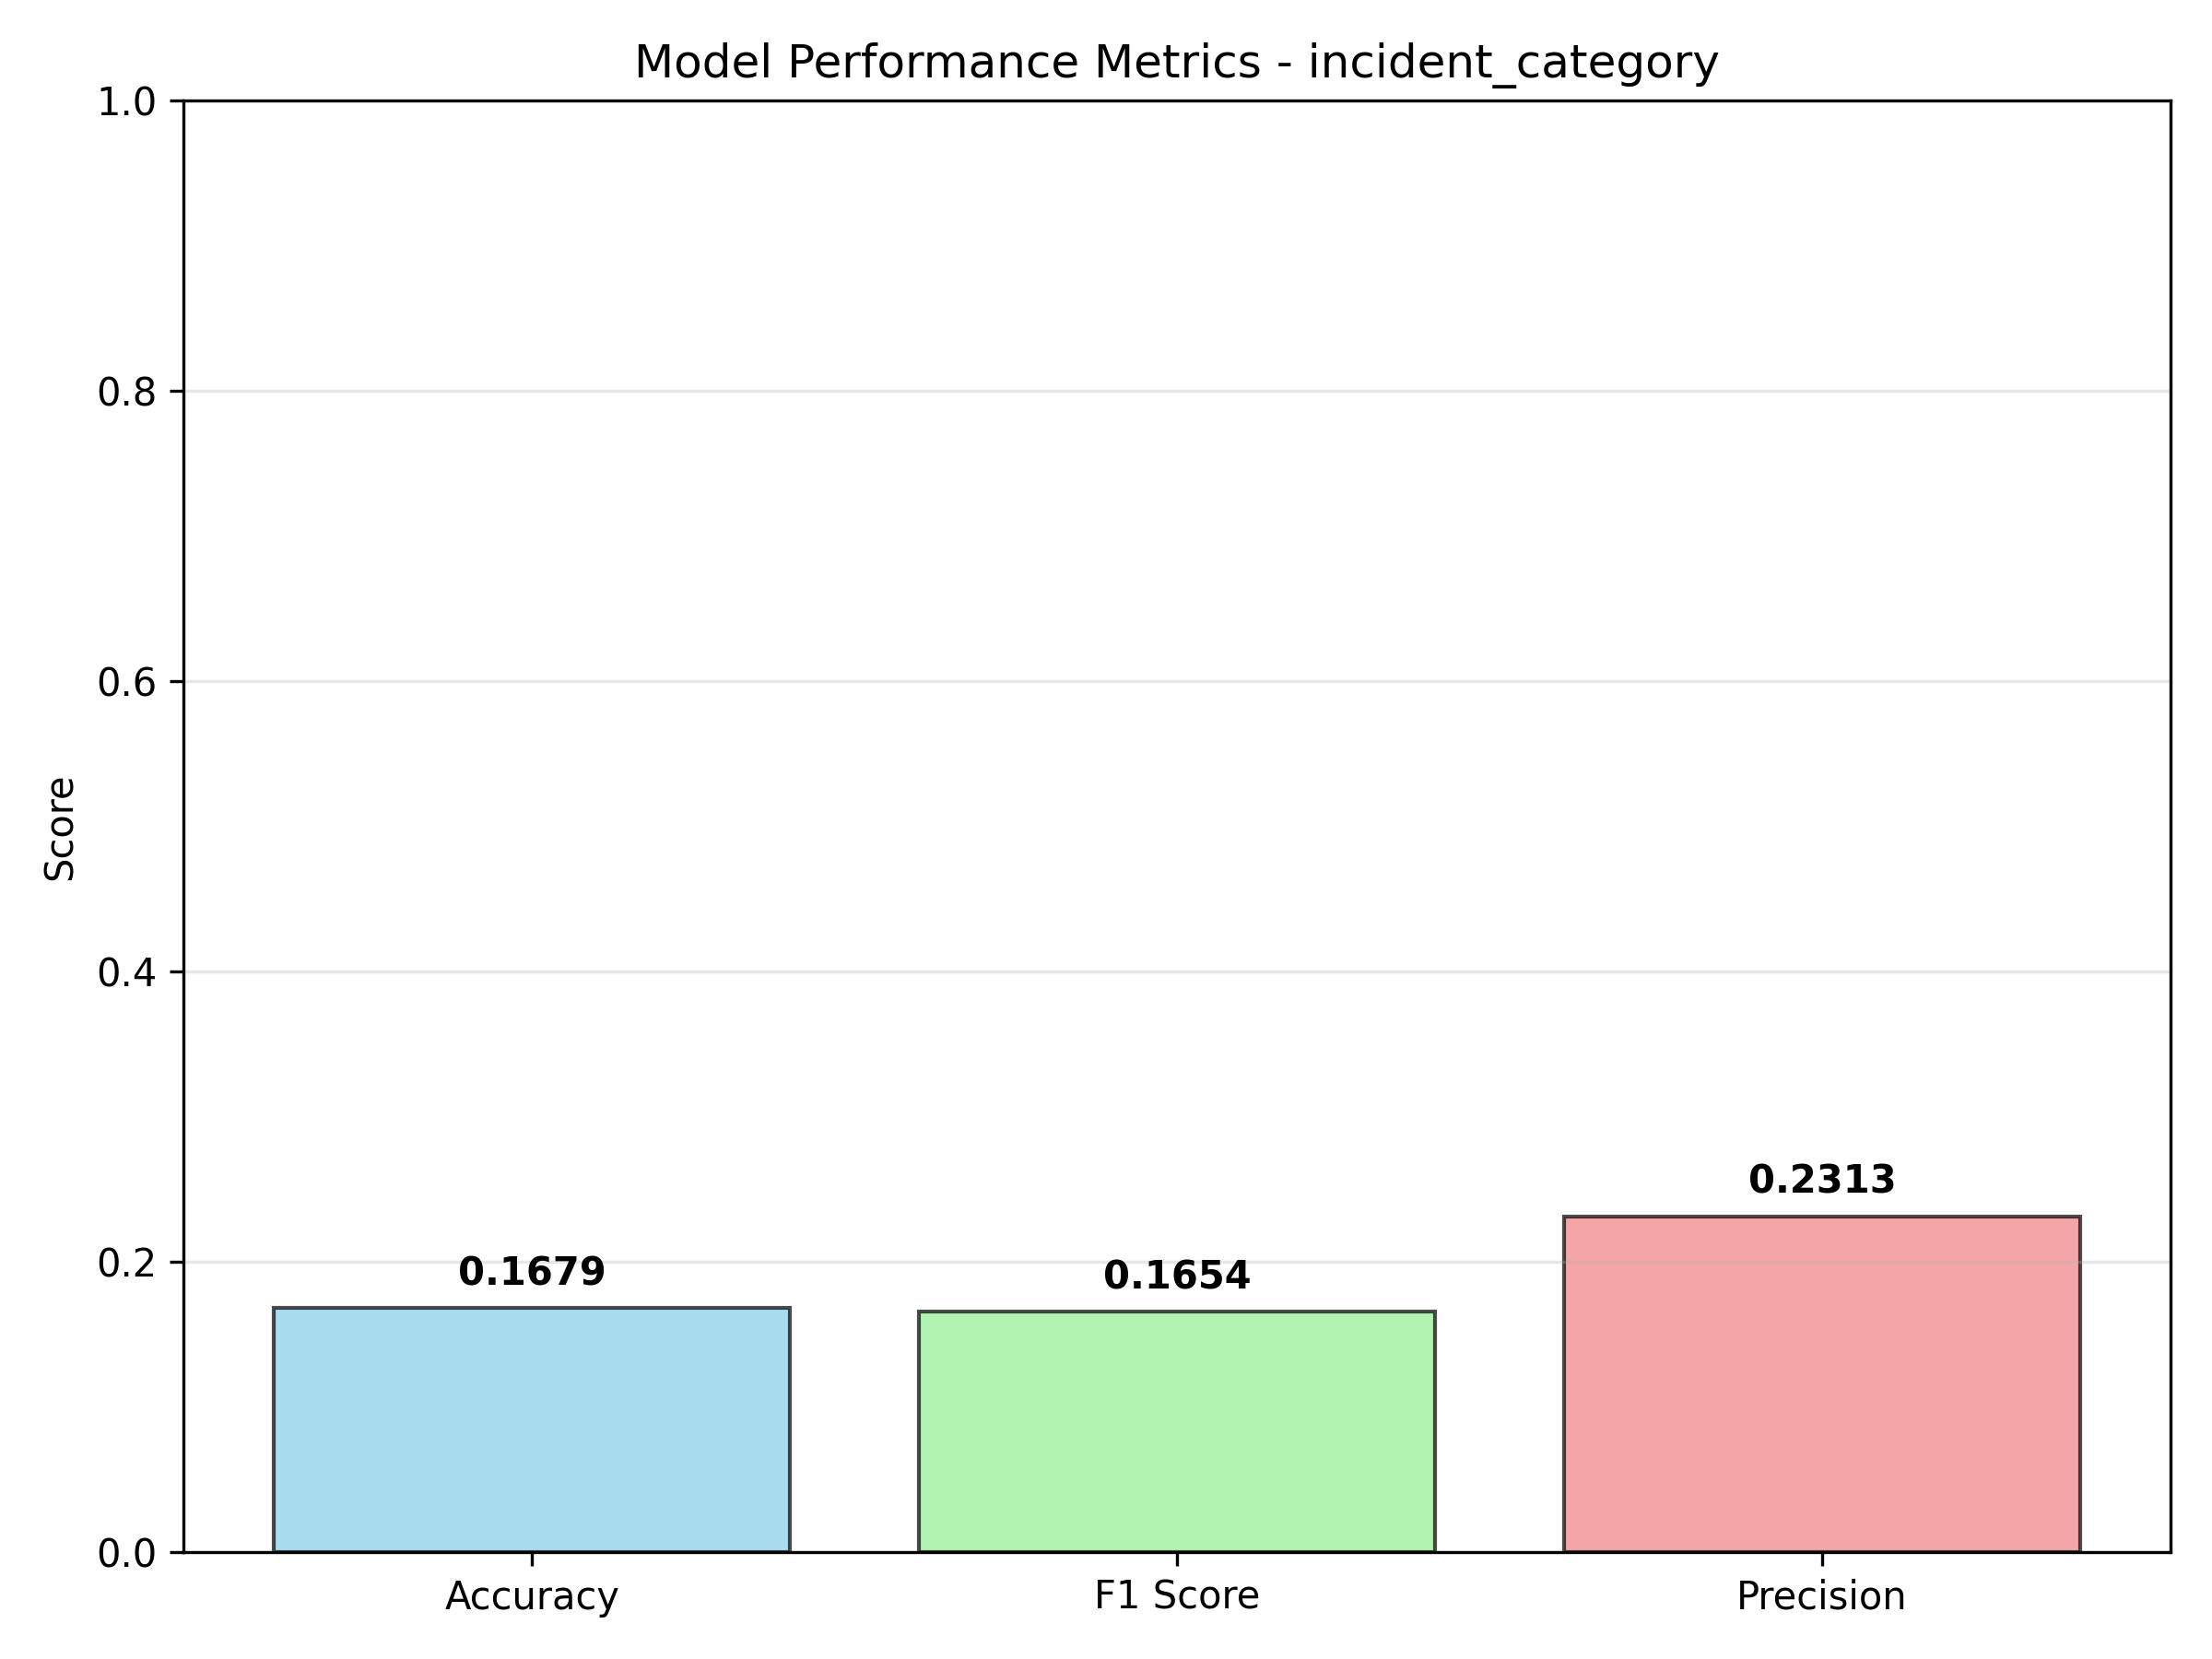 Model Performance Metrics - incident_category
1.0
0.8
0.6
0.4
0.2
0.0
Score
0.1679
0.1654
0.2313
Accuracy
F1 Score
Precision